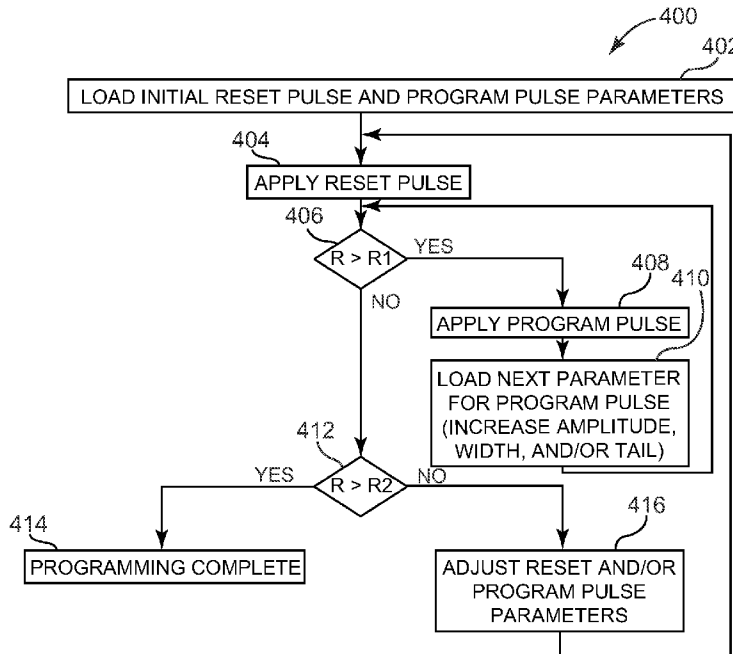 400
402
LOAD INITIAL RESET PULSE AND PROGRAM PULSE PARAMETERS
404
APPLY RESET PULSE
406
R > R1
YES
NO
408
410
APPLY PROGRAM PULSE
LOAD NEXT PARAMETER
FOR PROGRAM PULSE
(INCREASE AMPLITUDE,
WIDTH, AND/OR TAIL)
412
R > R2
YES
NO
414
PROGRAMMING COMPLETE
416
ADJUST RESET AND/OR
PROGRAM PULSE
PARAMETERS